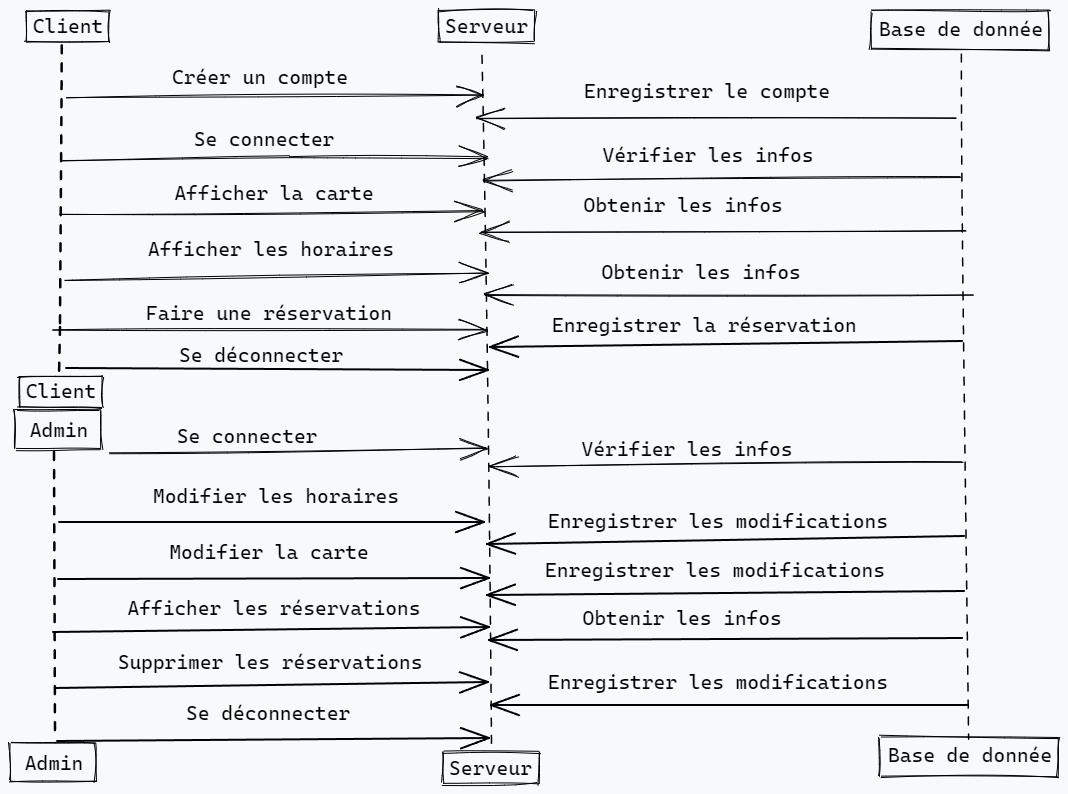 Client
Serveur
Base de donnée
Créer un compte
Enregistrer le compte
Se connecter
Vérifier les infos
Afficher la carte
Obtenir les infos
Afficher les horaires
Obtenir les infos
Faire une réservation
Enregistrer la réservation
Se déconnecter
Client
Admin
Se connecter
Vérifier les infos
Modifier les horaires
Enregistrer les modifications
Modifier la carte
Enregistrer les modifications
Afficher les réservations
Obtenir les infos
Supprimer les réservations
Enregistrer les modifications
Se déconnecter
Admin
Serveur
Base de donnée